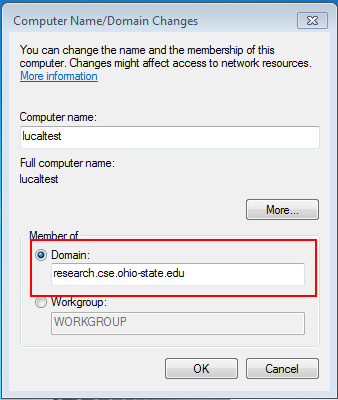 Computer Name/Domain Changes
You can change the name and the membership of this
computer. Changes might affect access to network resources.
More information
Computer name:
lucaltest
Full computer name:
lucaltest
More...
Member of
Domain:
research.cse.ohio-state.edu
Workgroup:
WORKGROUP
OK
Cancel